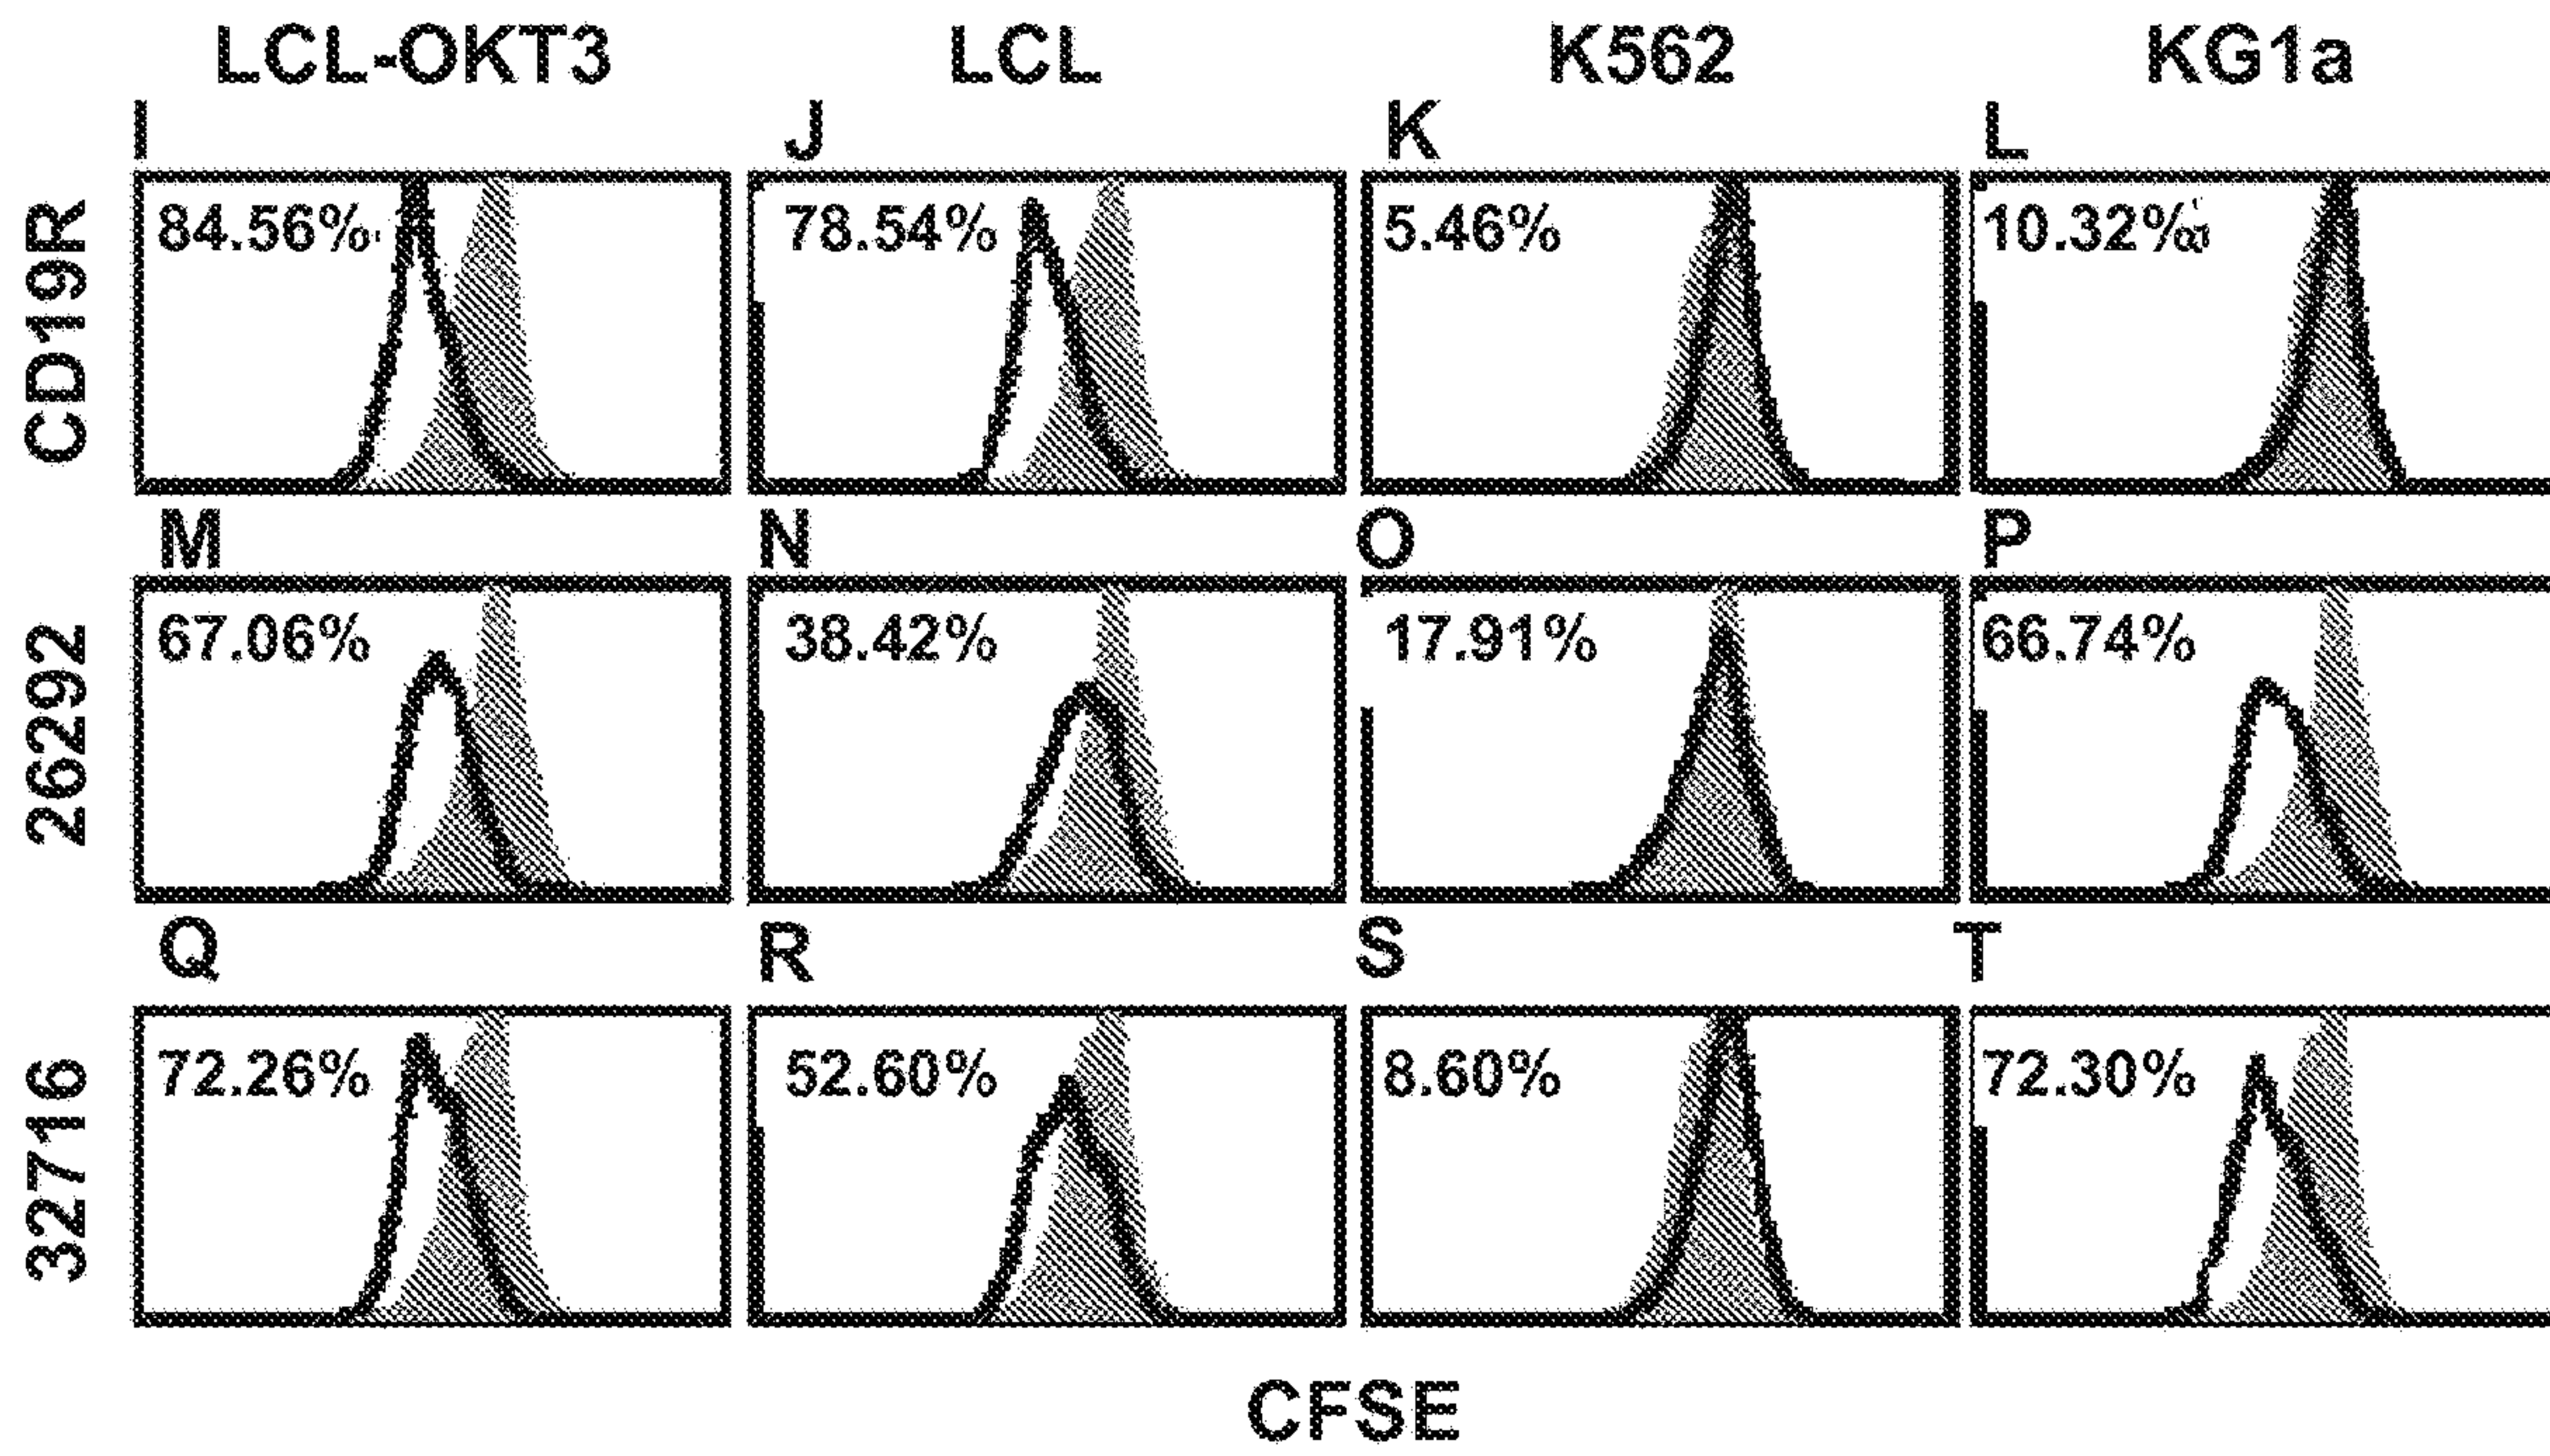 LCL-OKT3 LCL K562 KG1a
I J K L
CD19R
84.56% 78.54% 5.46% 10.32%
M N O P
26292
67.06% 38.42% 17.91% 66.74%
Q R S T
32716
72.26% 52.60% 8.60% 72.30%
CFSE